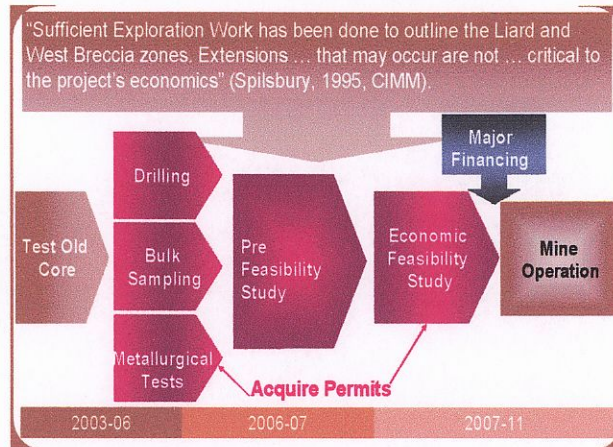 “Sufficient Exploration Work has been done to outline the Liard and
West Breccia zones. Extensions … that may occur are not … critical to
the project’s economics” (Spilsbury, 1995, CIMM).
Major
Financing
Drilling
Test Old
Core
Bulk
Sampling
Pre
Feasibility
Study
Economic
Feasibility
Study
Mine
Operation
Metallurgical
Tests
Acquire Permits
2003-06
2006-07
2007-11